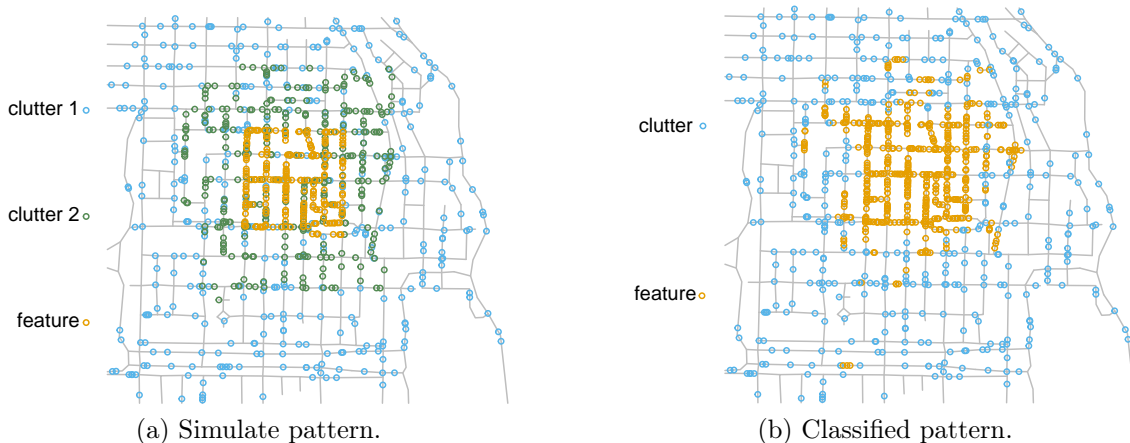 clutter 1
clutter 2
feature
(a) Simulate pattern.
clutter
feature
(b) Classified pattern.